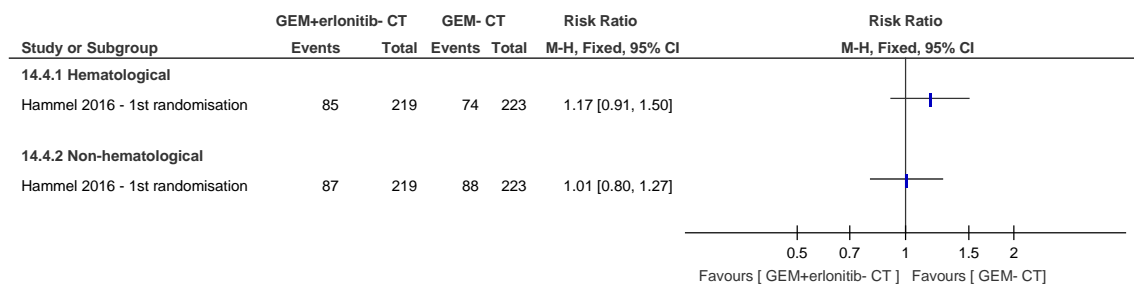 GEM+erlonitib- CT GEM- CT Risk Ratio Risk Ratio
Study or Subgroup Events Total Events Total M-H, Fixed, 95% CI M-H, Fixed, 95% CI
14.4.1 Hematological
Hammel 2016 - 1st randomisation 85 219 74 223 1.17 [0.91, 1.50]
14.4.2 Non-hematological
Hammel 2016 - 1st randomisation 87 219 88 223 1.01 [0.80, 1.27]
0.5 0.7 1 1.5 2
Favours [ GEM+erlonitib- CT ] Favours [ GEM- CT]